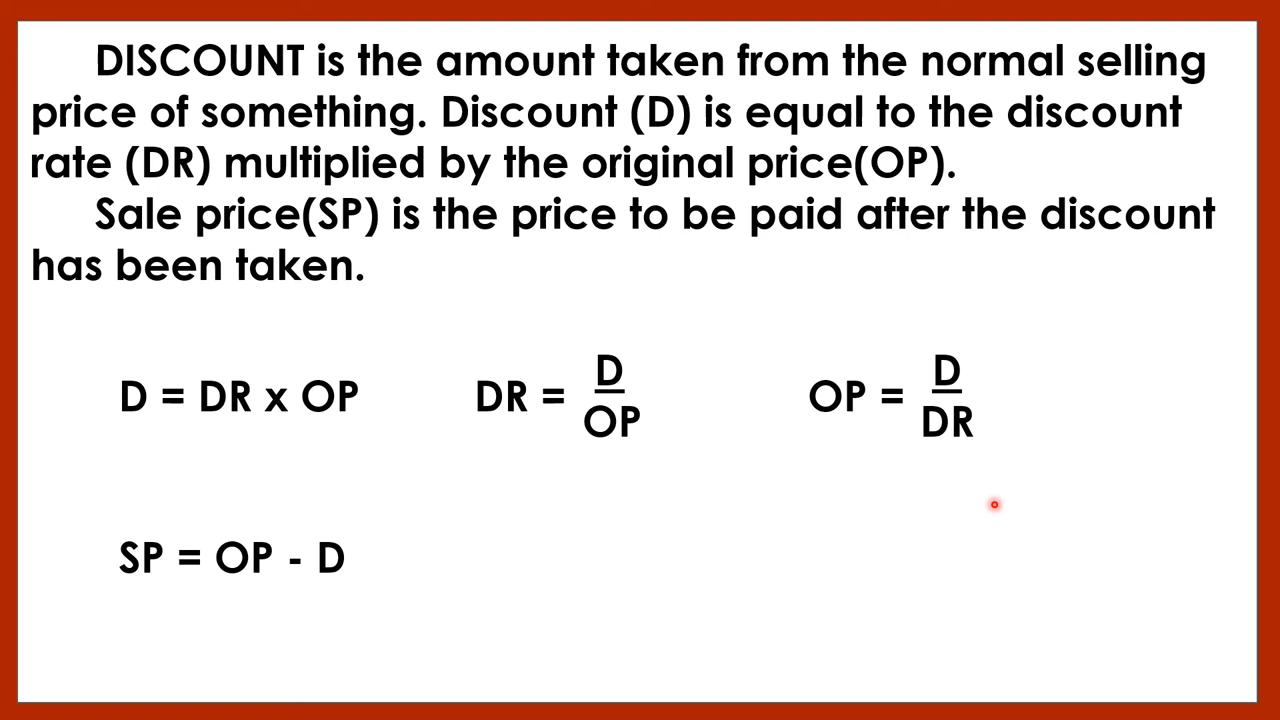 DISCOUNT is the amount taken from the normal selling
price of something. Discount (D) is equal to the discount
rate (DR) multiplied by the original price(OP).
Sale price(SP) is the price to be paid after the discount
has been taken.
D = DR x OP
DR = D
OP
OP = D
DR
SP = OP - D